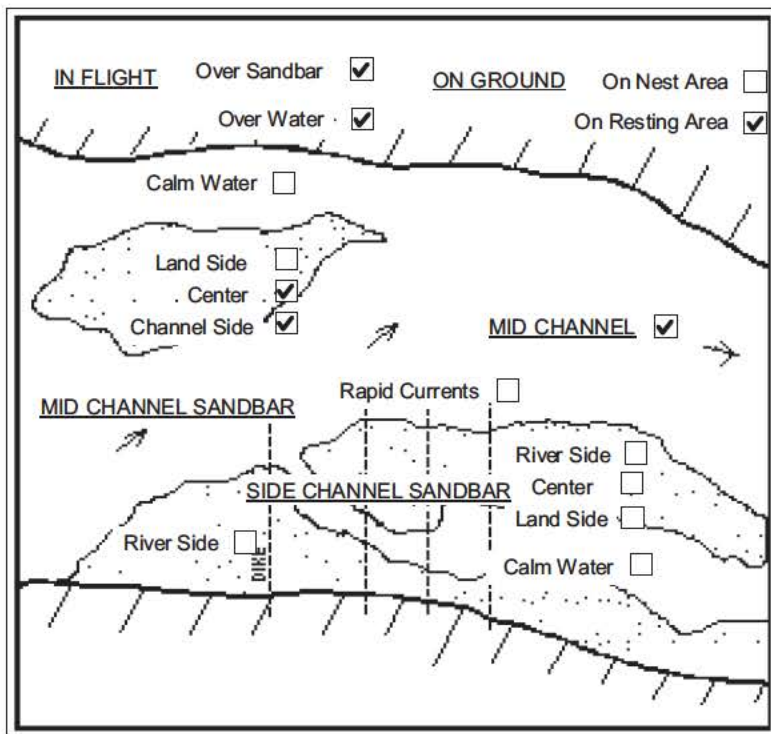 IN FLIGHT
Over Sandbar
ON GROUND
On Nest Area
Over Water
On Resting Area
Calm Water
Land Side
Center
Channel Side
MID CHANNEL
Rapid Currents
MID CHANNEL SANDBAR
River Side
Center
SIDE CHANNEL SANDBAR
Land Side
River Side
DIKE
Calm Water